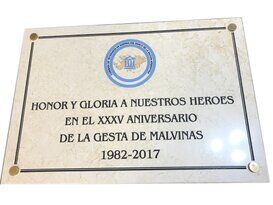 HONOR Y GLORIA A NUESTROS HEROES
EN EL XXXV ANIVERSARIO
DE LA GESTA DE MALVINAS
1982-2017